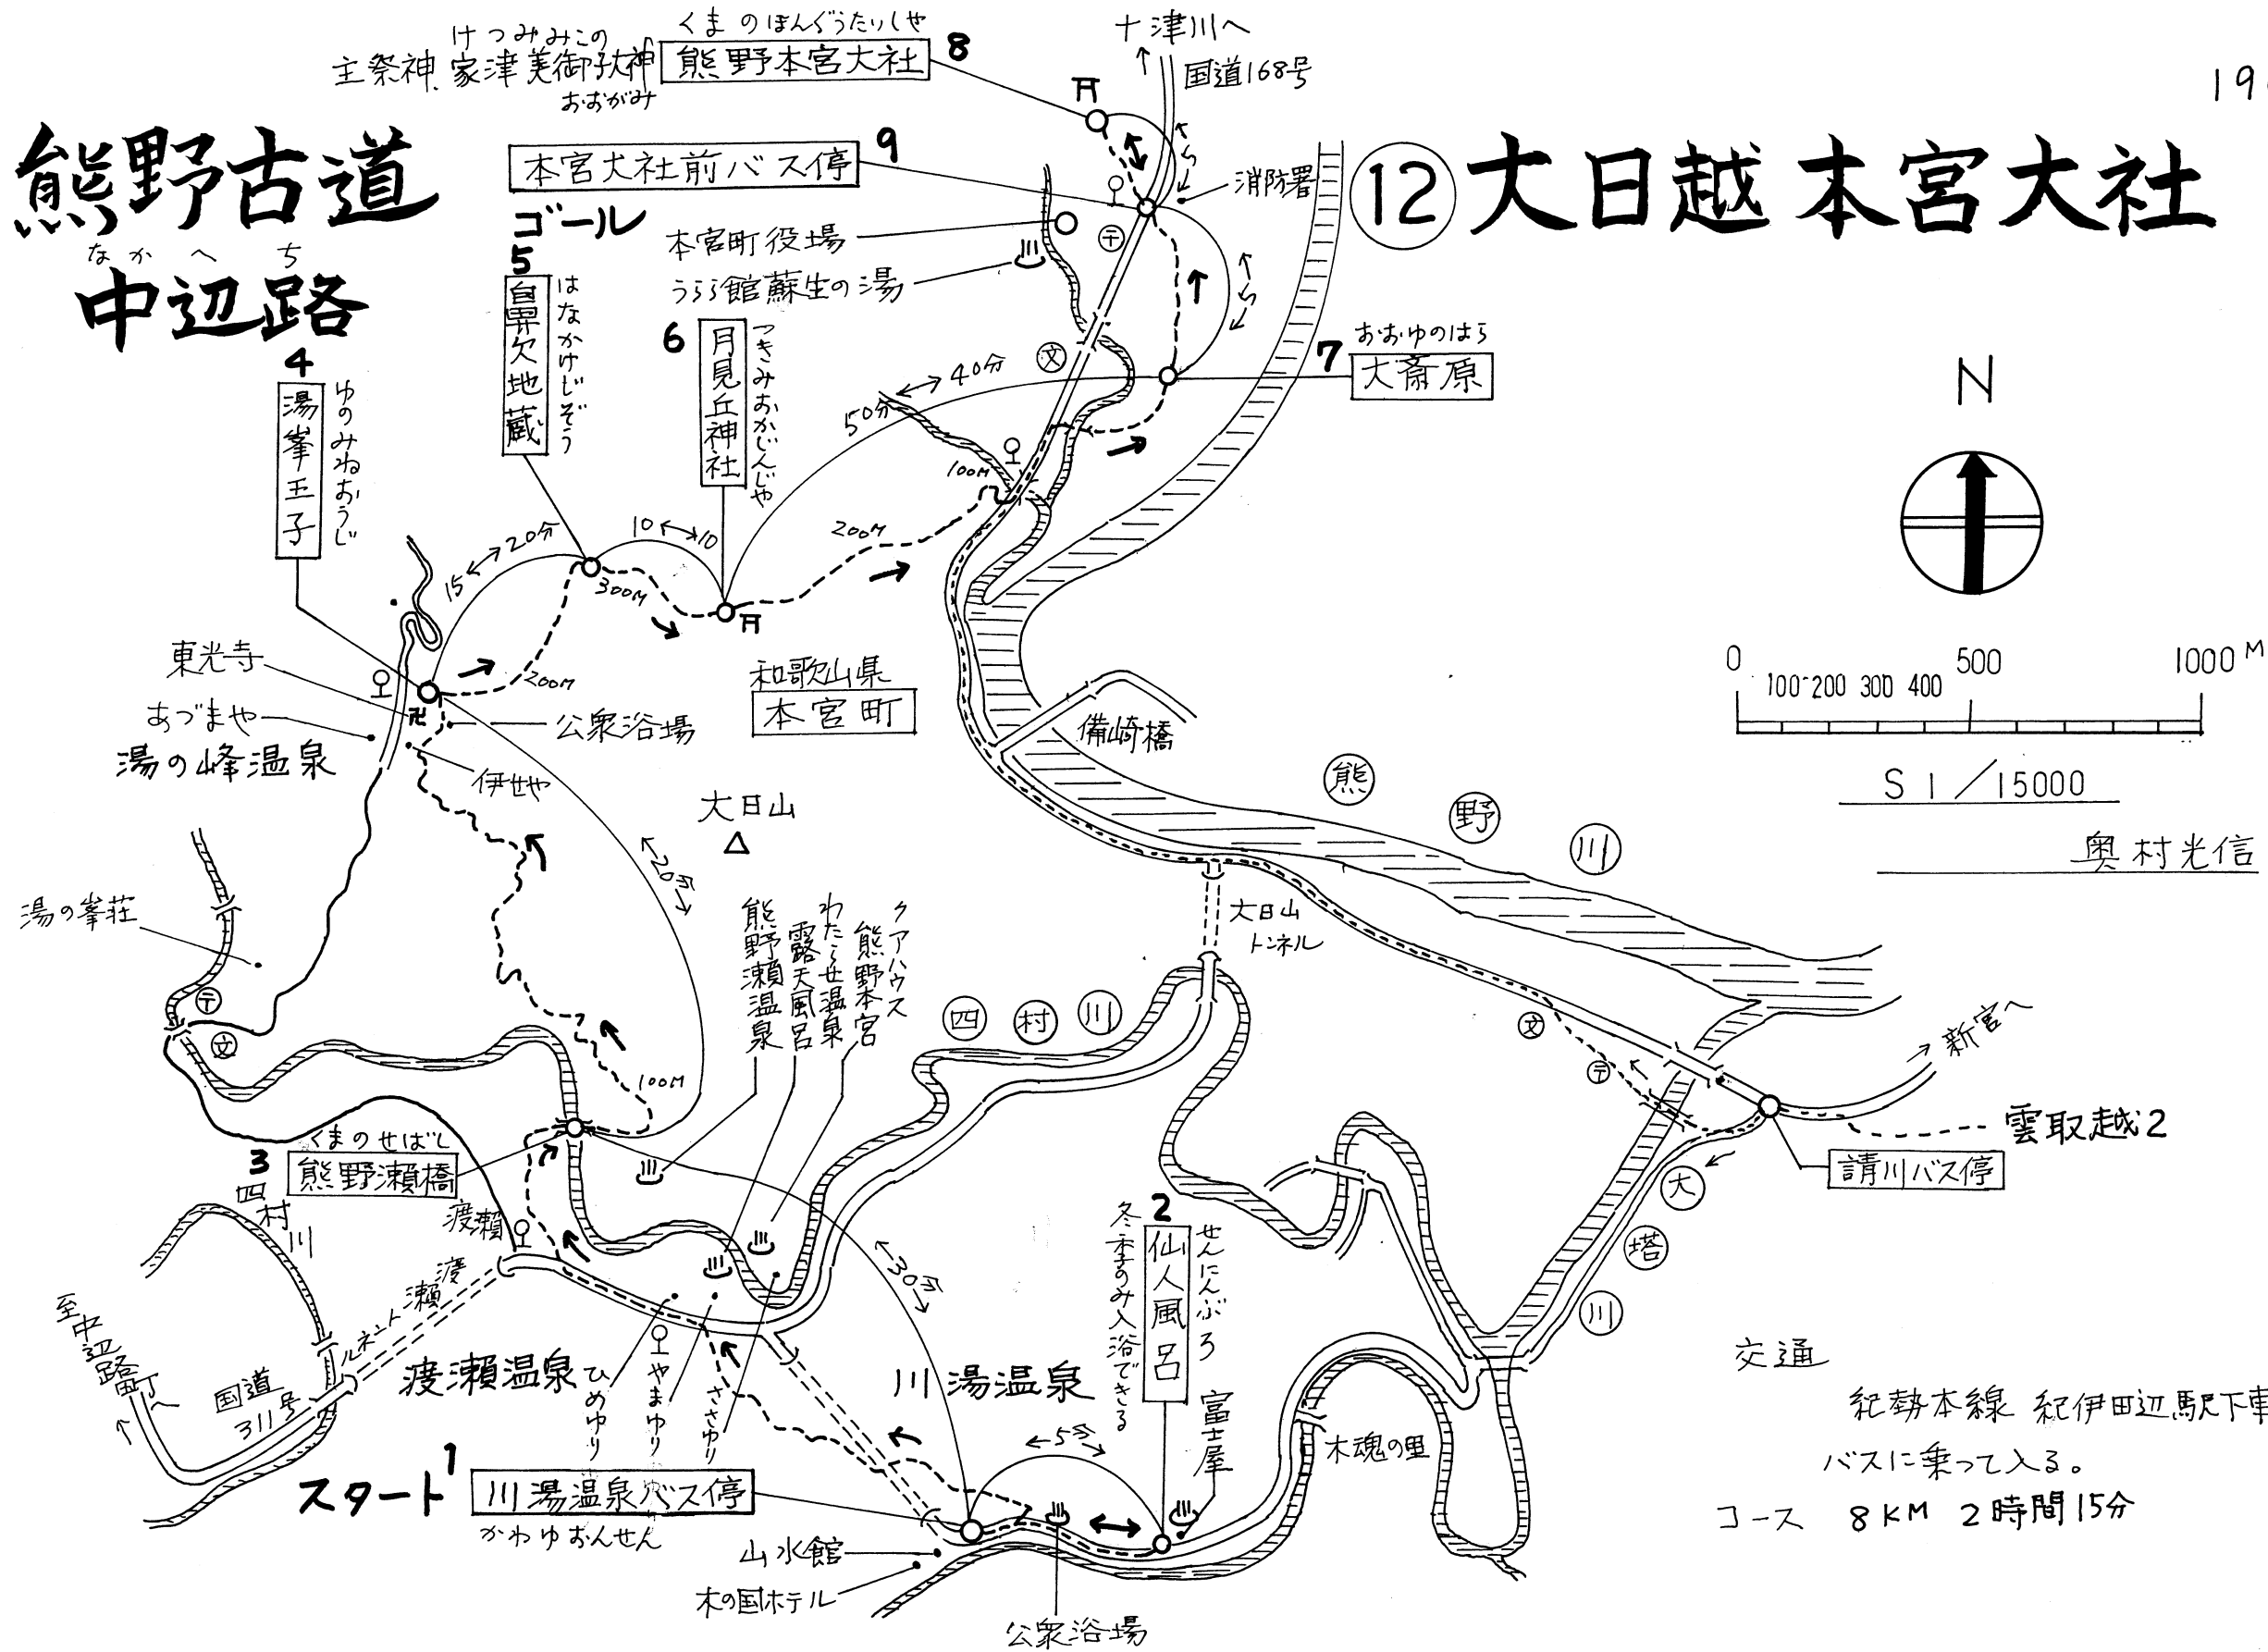 けつみみこの
主祭神、家津美御子大神
おおがみ
くまのほんぐうたいしゃ
熊野本宮大社
8
十津川へ
国道168号
熊野古道
なかへち
中辺路
本宮大社前バス停
9
ゴール
消防署
⑫大日越本宮大社
本宮町役場
うらら館蘇生の湯
〒
文
5
鼻欠地蔵
はなかけじぞう
6
月見丘神社
つきみおかじんじゃ
7
おおゆのはら
大斎原
4
湯峯王子
ゆのみねおうじ
←→40分
50分
100M
200M
15←→20分
10←→10
300M
200M
N
0
500
1000M
100 200 300 400
S 1/15000
奥村光信
東光寺
あづまや
湯の峰温泉
公衆浴場
伊せや
和歌山県
本宮町
備崎橋
熊野川
大日山
←20分→
大日山
トンネル
湯の峯荘
〒
文
熊野瀬温泉
露天風呂
わたらせ温泉
熊野本宮
クアハウス
四村川
文
〒
→新宮へ
雲取越2
請川バス停
大塔川
100M
くまのせばし
3
熊野瀬橋
四村川
渡瀬
渡瀬トンネル
至中辺路町へ
国道
311号
渡瀬温泉
ひめゆり
やまゆり
ささゆり
←30分→
川湯温泉
2
仙人風呂
せんにんぶろ
冬季のみ入浴できる
富士屋
木魂の里
←5分→
スタート
1
川湯温泉バス停
かわゆおんせん
山水館
木の国ホテル
公衆浴場
交通
紀勢本線 紀伊田辺駅下車
バスに乗って入る。
コース 8KM 2時間15分